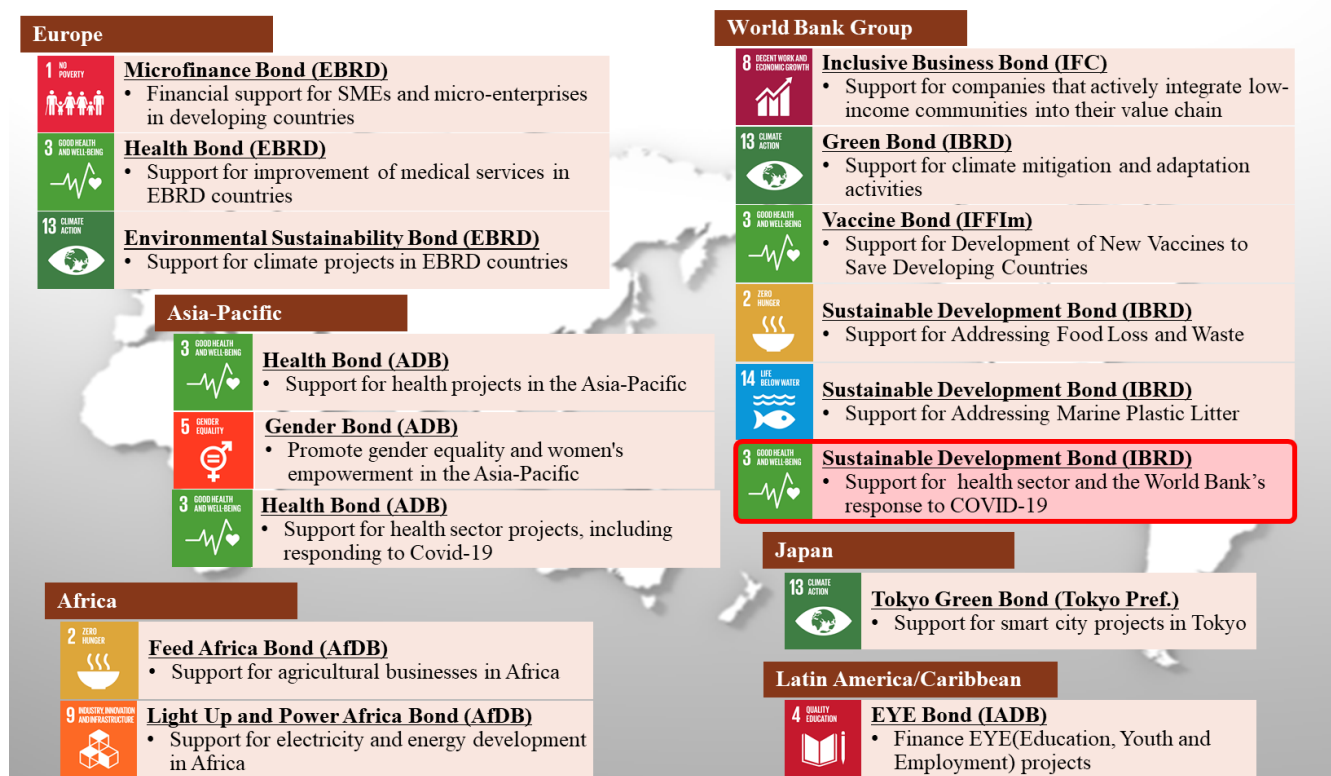 Europe
1 NO POVERTY
Microfinance Bond (EBRD)
• Financial support for SMEs and micro-enterprises
in developing countries
3 GOOD HEALTH AND WELL-BEING
Health Bond (EBRD)
• Support for improvement of medical services in
EBRD countries
13 CLIMATE ACTION
Environmental Sustainability Bond (EBRD)
• Support for climate projects in EBRD countries
Asia-Pacific
3 GOOD HEALTH AND WELL-BEING
Health Bond (ADB)
• Support for health projects in the Asia-Pacific
5 GENDER EQUALITY
Gender Bond (ADB)
• Promote gender equality and women's
empowerment in the Asia-Pacific
3 GOOD HEALTH AND WELL-BEING
Health Bond (ADB)
• Support for health sector projects, including
responding to Covid-19
Africa
2 ZERO HUNGER
Feed Africa Bond (AfDB)
• Support for agricultural businesses in Africa
9 INDUSTRY, INNOVATION AND INFRASTRUCTURE
Light Up and Power Africa Bond (AfDB)
• Support for electricity and energy development
in Africa
World Bank Group
8 DECENT WORK AND ECONOMIC GROWTH
Inclusive Business Bond (IFC)
• Support for companies that actively integrate low-
income communities into their value chain
13 CLIMATE ACTION
Green Bond (IBRD)
• Support for climate mitigation and adaptation
activities
3 GOOD HEALTH AND WELL-BEING
Vaccine Bond (IFFIm)
• Support for Development of New Vaccines to
Save Developing Countries
2 ZERO HUNGER
Sustainable Development Bond (IBRD)
• Support for Addressing Food Loss and Waste
14 LIFE BELOW WATER
Sustainable Development Bond (IBRD)
• Support for Addressing Marine Plastic Litter
3 GOOD HEALTH AND WELL-BEING
Sustainable Development Bond (IBRD)
• Support for health sector and the World Bank’s
response to COVID-19
Japan
13 CLIMATE ACTION
Tokyo Green Bond (Tokyo Pref.)
• Support for smart city projects in Tokyo
Latin America/Caribbean
4 QUALITY EDUCATION
EYE Bond (IADB)
• Finance EYE(Education, Youth and
Employment) projects